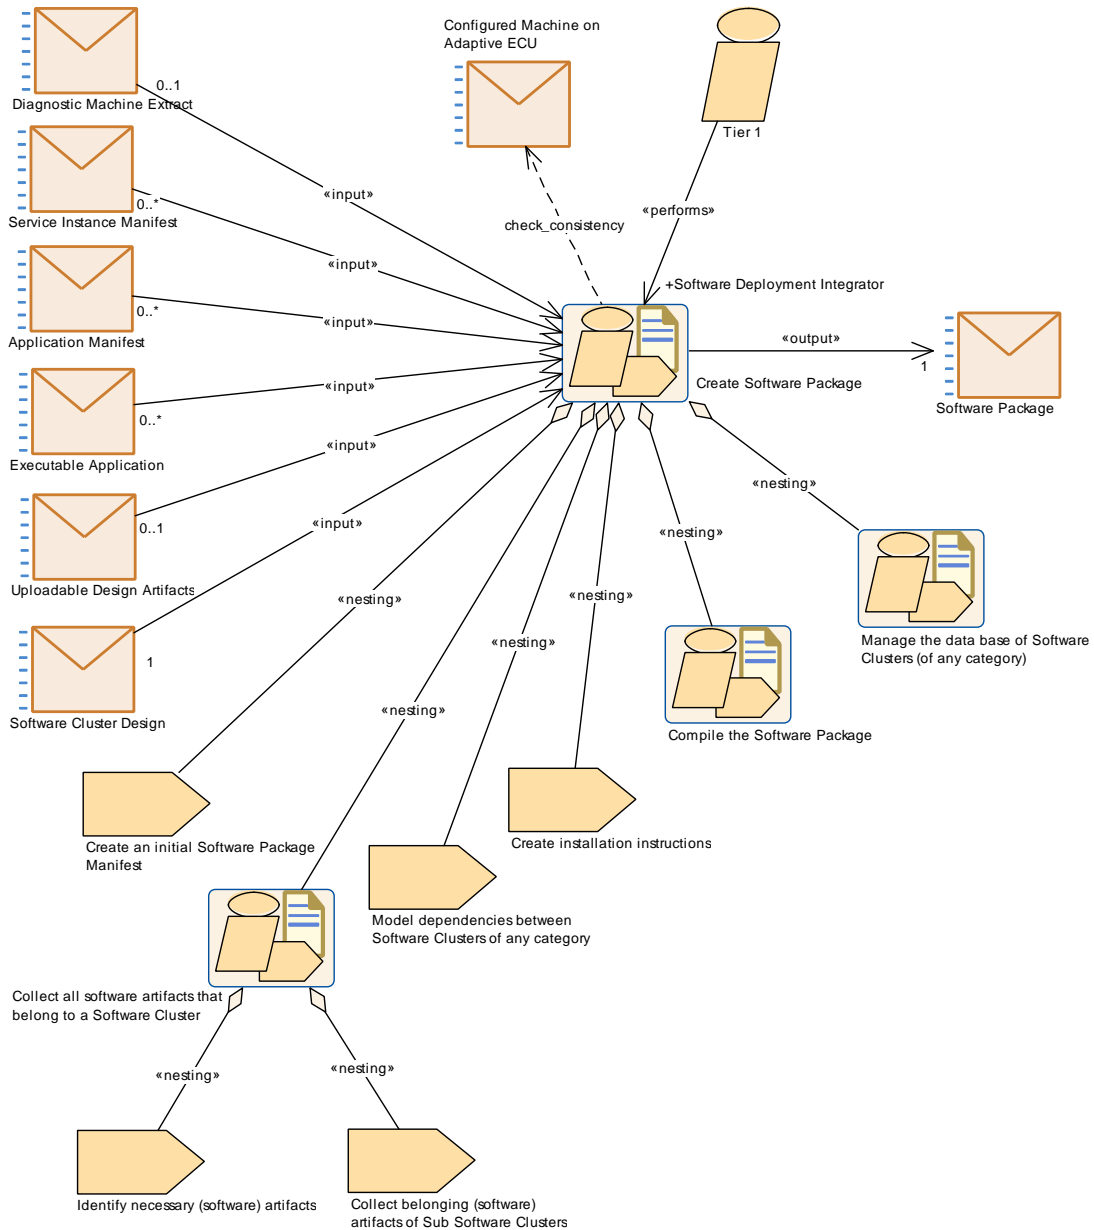 Configured Machine on
Adaptive ECU
0..1
Diagnostic Machine Extract
Tier 1
«input»
0..*
Service Instance Manifest
«performs»
check_consistency
«input»
+Software Deployment Integrator
0..*
Application Manifest
«input»
«output»
1
Create Software Package
Software Package
«input»
0..*
Executable Application
«input»
«nesting»
0..1
«input»
«nesting»
Uploadable Design Artifacts
«nesting»
«nesting»
«nesting»
Manage the data base of Software
Clusters (of any category)
1
Software Cluster Design
«nesting»
Compile the Software Package
Create an initial Software Package
Manifest
Create installation instructions
Model dependencies between
Software Clusters of any category
Collect all software artifacts that
belong to a Software Cluster
«nesting»
«nesting»
Identify necessary (software) artifacts
Collect belonging (software)
artifacts of Sub Software Clusters